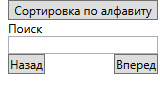 Сортировка по алфавиту
Поиск
Назад Вперед